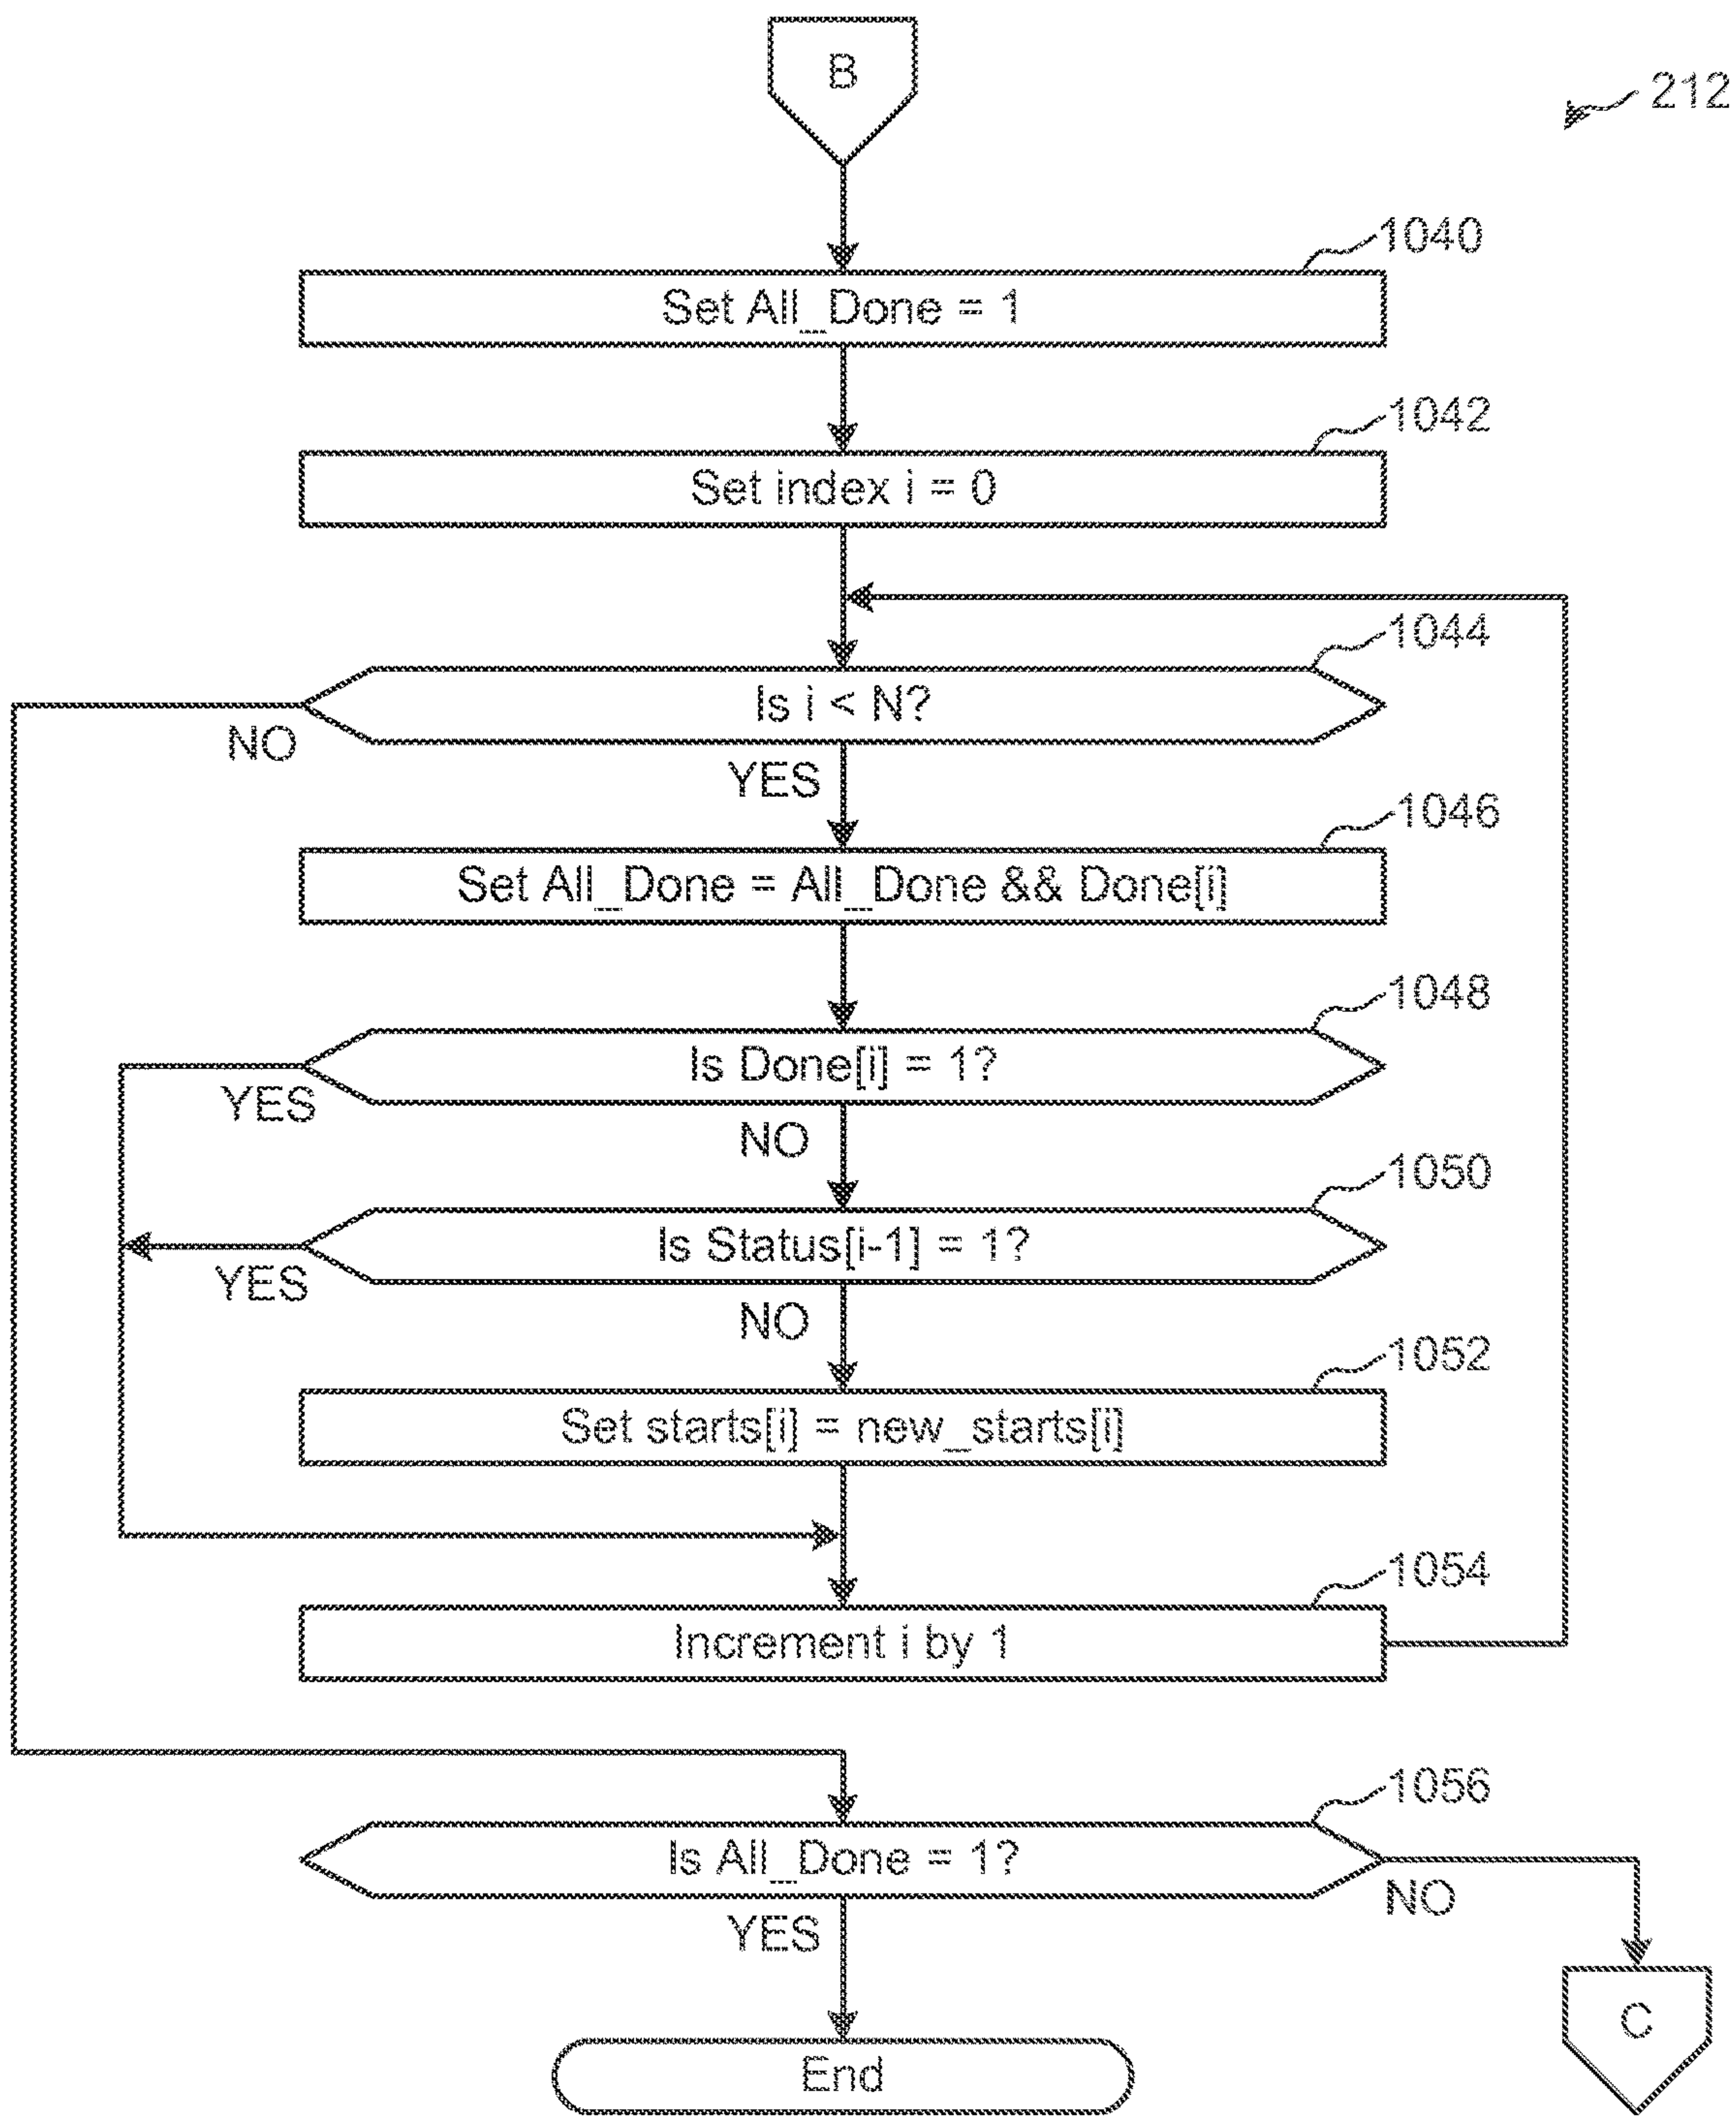 B
212
1040
Set All_Done = 1
1042
Set index i = 0
1044
Is i < N?
NO
YES
1046
Set All_Done = All_Done && Done[i]
1048
Is Done[i] = 1?
YES
NO
1050
Is Status[i-1] = 1?
YES
NO
1052
Set starts[i] = new_starts[i]
1054
Increment i by 1
1056
Is All_Done = 1?
NO
YES
C
End